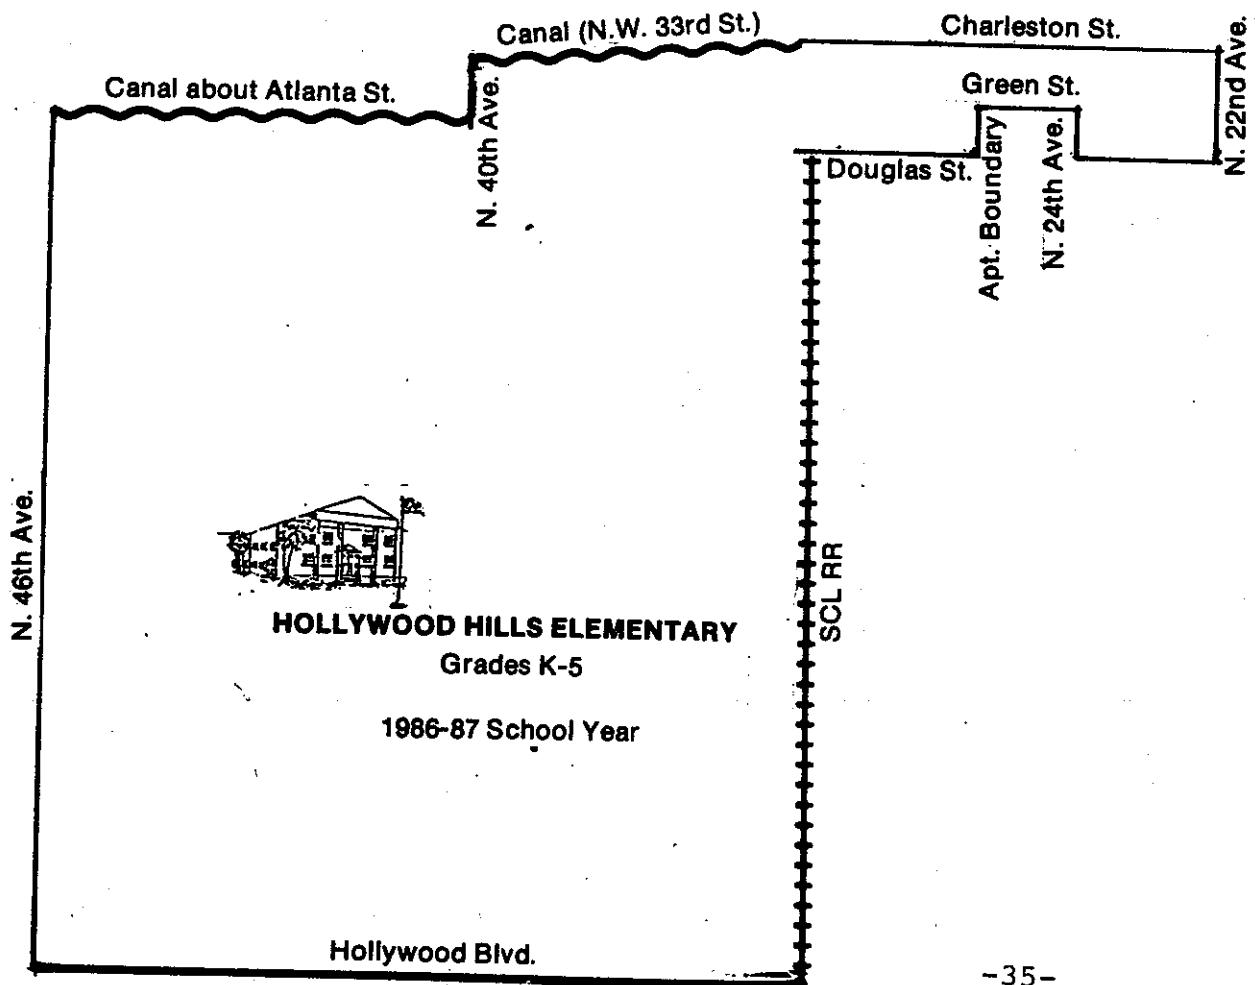 Canal (N.W. 33rd St.)
Charleston St.
Canal about Atlanta St.
Green St.
N. 22nd Ave.
N. 40th Ave.
Douglas St.
Apt. Boundary
N. 24th Ave.
N. 46th Ave.
SCL RR
HOLLYWOOD HILLS ELEMENTARY
Grades K-5
1986-87 School Year
Hollywood Blvd.
-35-